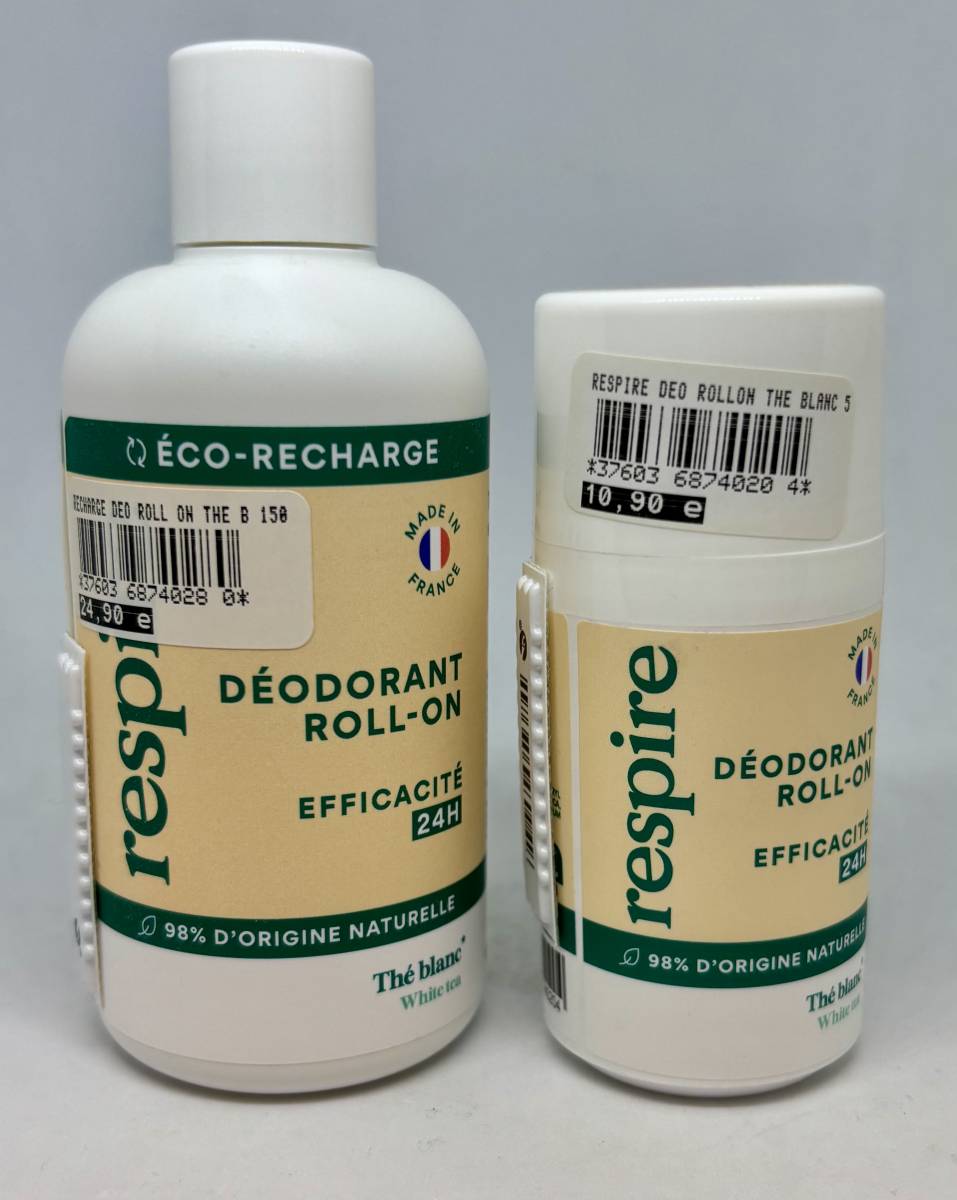 ÉCO-RECHARGE
RECHARGE DEO ROLL ON THE B 150
*37603 6874028 0*
24,90 e
MADE IN
FRANCE
respi
DÉODORANT
ROLL-ON
EFFICACITÉ
24H
98% D'ORIGINE NATURELLE
Thé blanc*
White tea
RESPIRE DEO ROLLON THE BLANC 5
*37603 6874020 4*
10,90 e
MADE IN
FRANCE
respire
DÉODORANT
ROLL-ON
EFFICACITÉ
24H
98% D'ORIGINE NATURELLE
Thé blanc*
White tea